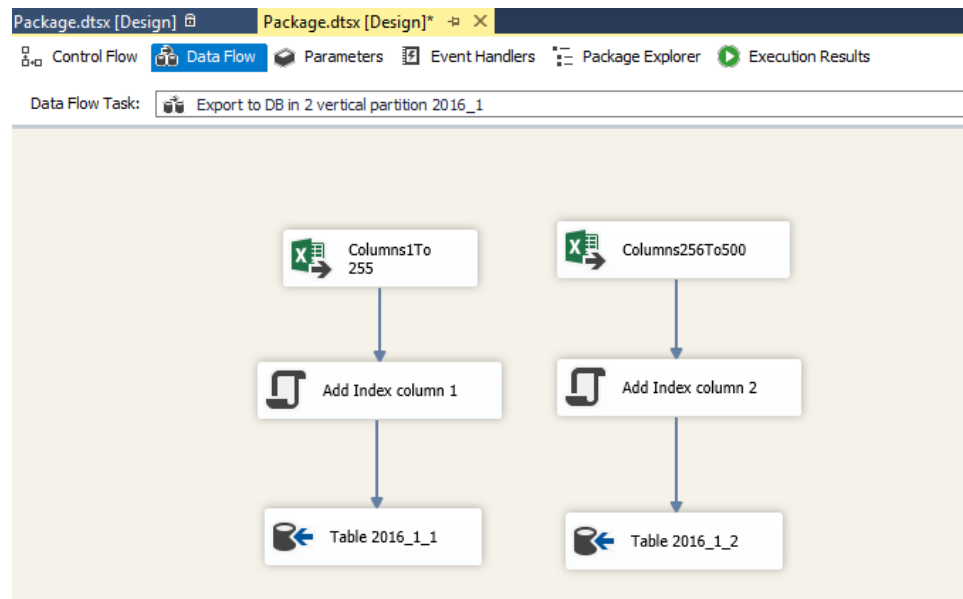 Package.dtsx [Design] Package.dtsx [Design]*
Control Flow Data Flow Parameters Event Handlers Package Explorer Execution Results
Data Flow Task: Export to DB in 2 vertical partition 2016_1
Columns1To
255
Columns256To500
Add Index column 1
Add Index column 2
Table 2016_1_1
Table 2016_1_2